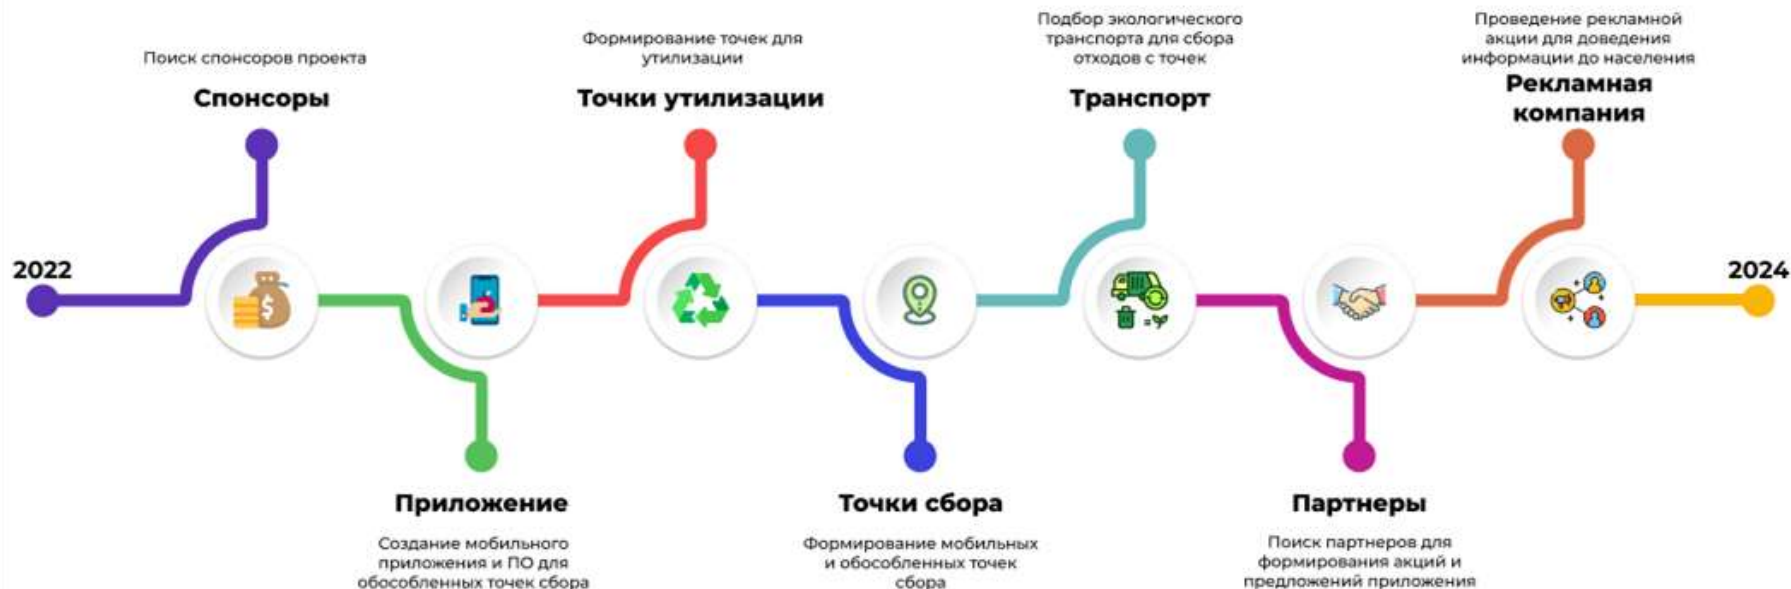 Поиск спонсоров проекта
Спонсоры
Формирование точек для
утилизации
Точки утилизации
Подбор экологического
транспорта для сбора
отходов с точек
Транспорт
Проведение рекламной
акции для доведения
информации до населения
Рекламная
компания
2022
$
2024
Приложение
Создание мобильного
приложения и ПО для
обособленных точек сбора
Точки сбора
Формирование мобильных
и обособленных точек
сбора
Партнеры
Поиск партнеров для
формирования акций и
предложений приложения